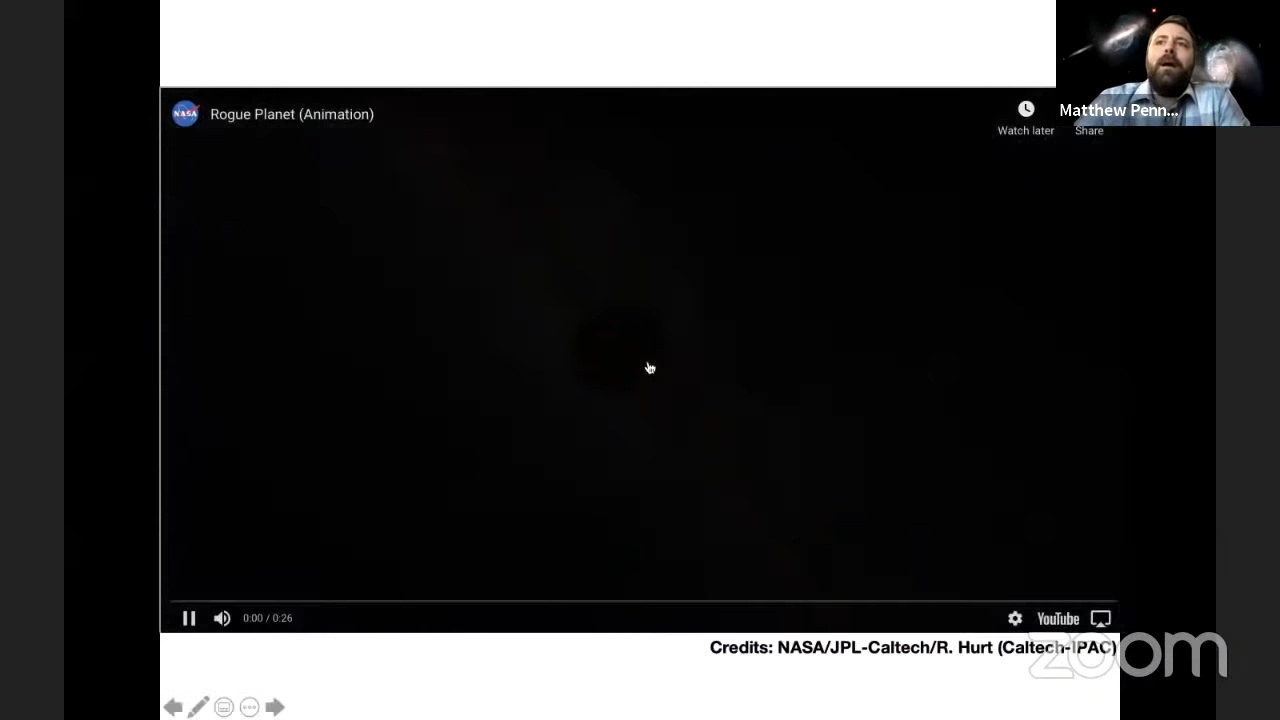 NASA
Rogue Planet (Animation)
Watch later
Share
Matthew Penn...
0:00 / 0:26
YouTube
Credits: NASA/JPL-Caltech/R. Hurt (Caltech-IPAC)
zoom